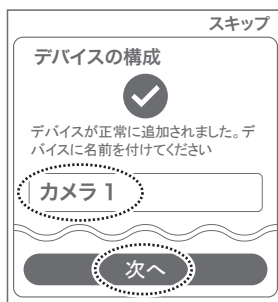 スキップ
デバイスの構成
デバイスが正常に追加されました。デ
バイスに名前を付けてください
カメラ 1
次へ